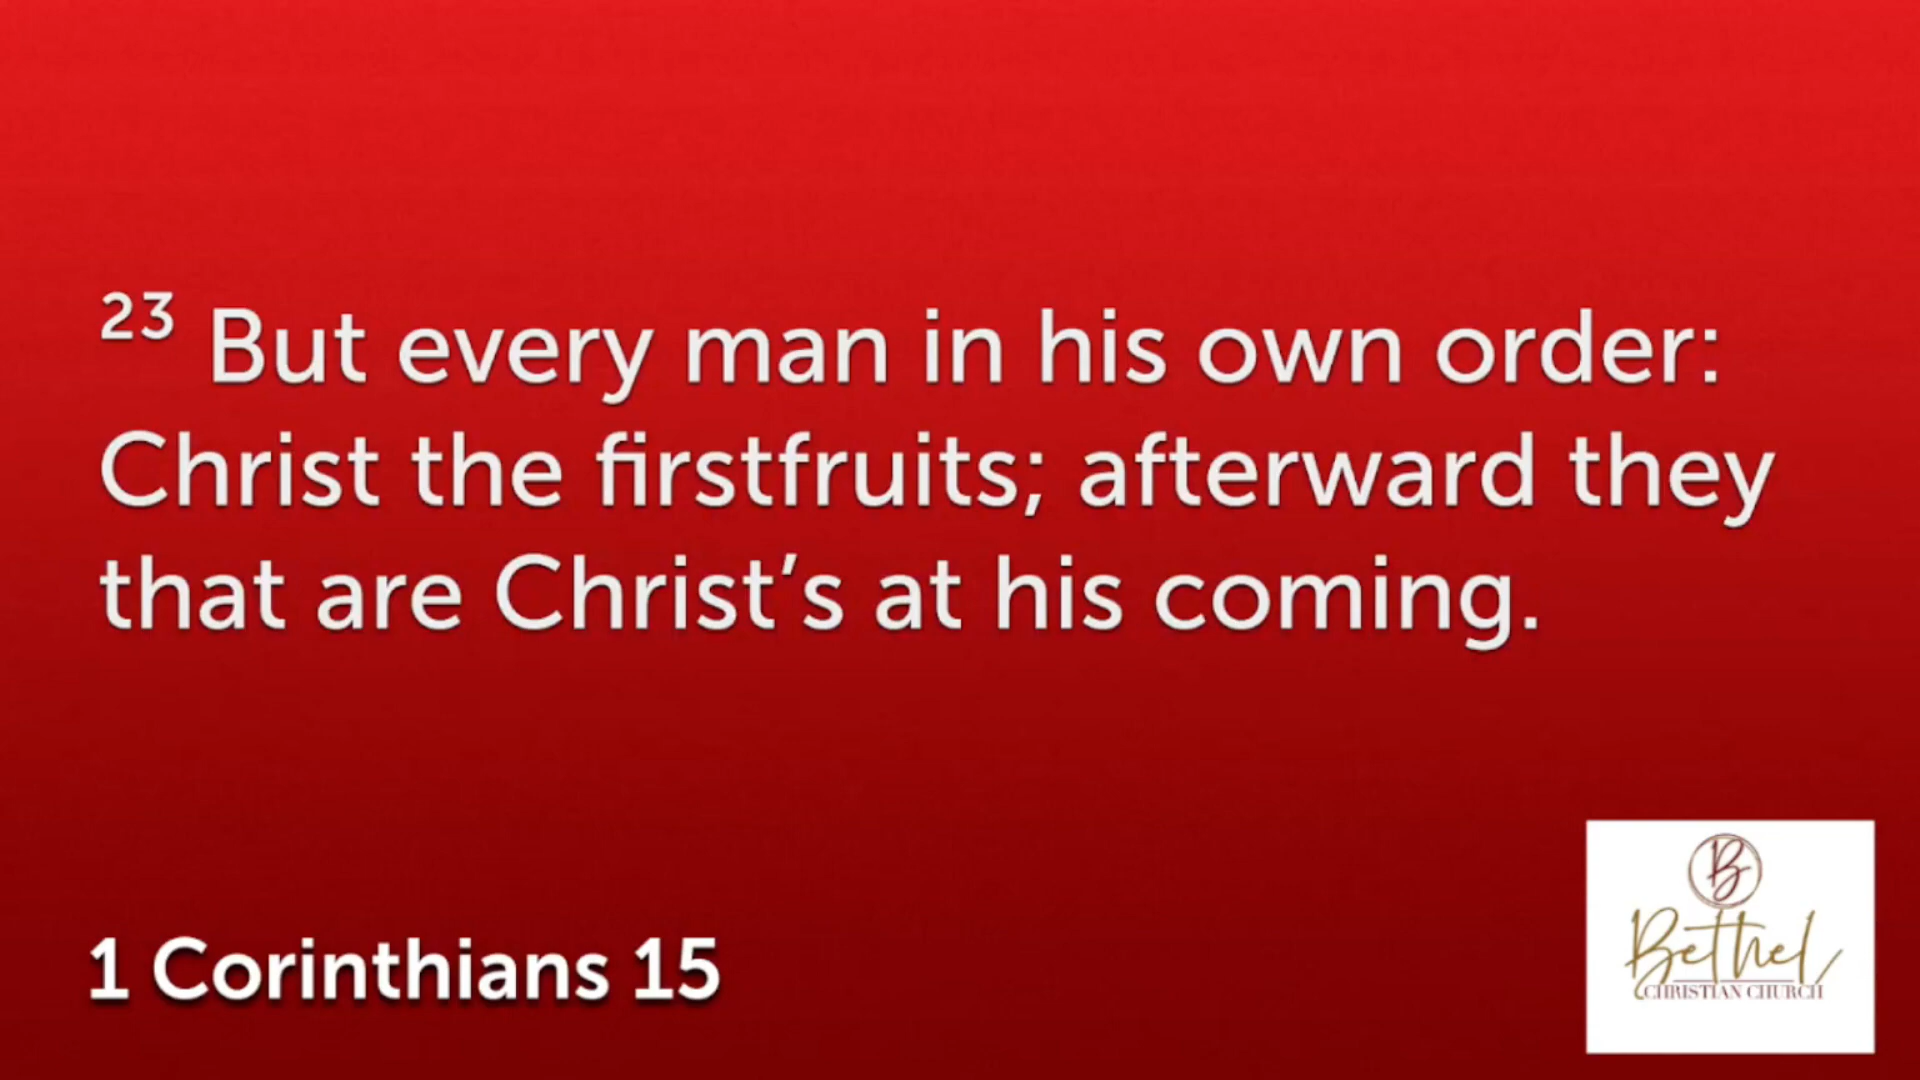 23 But every man in his own order:
Christ the firstfruits; afterward they
that are Christ’s at his coming.
1 Corinthians 15
B
Bethel
CHRISTIAN CHURCH